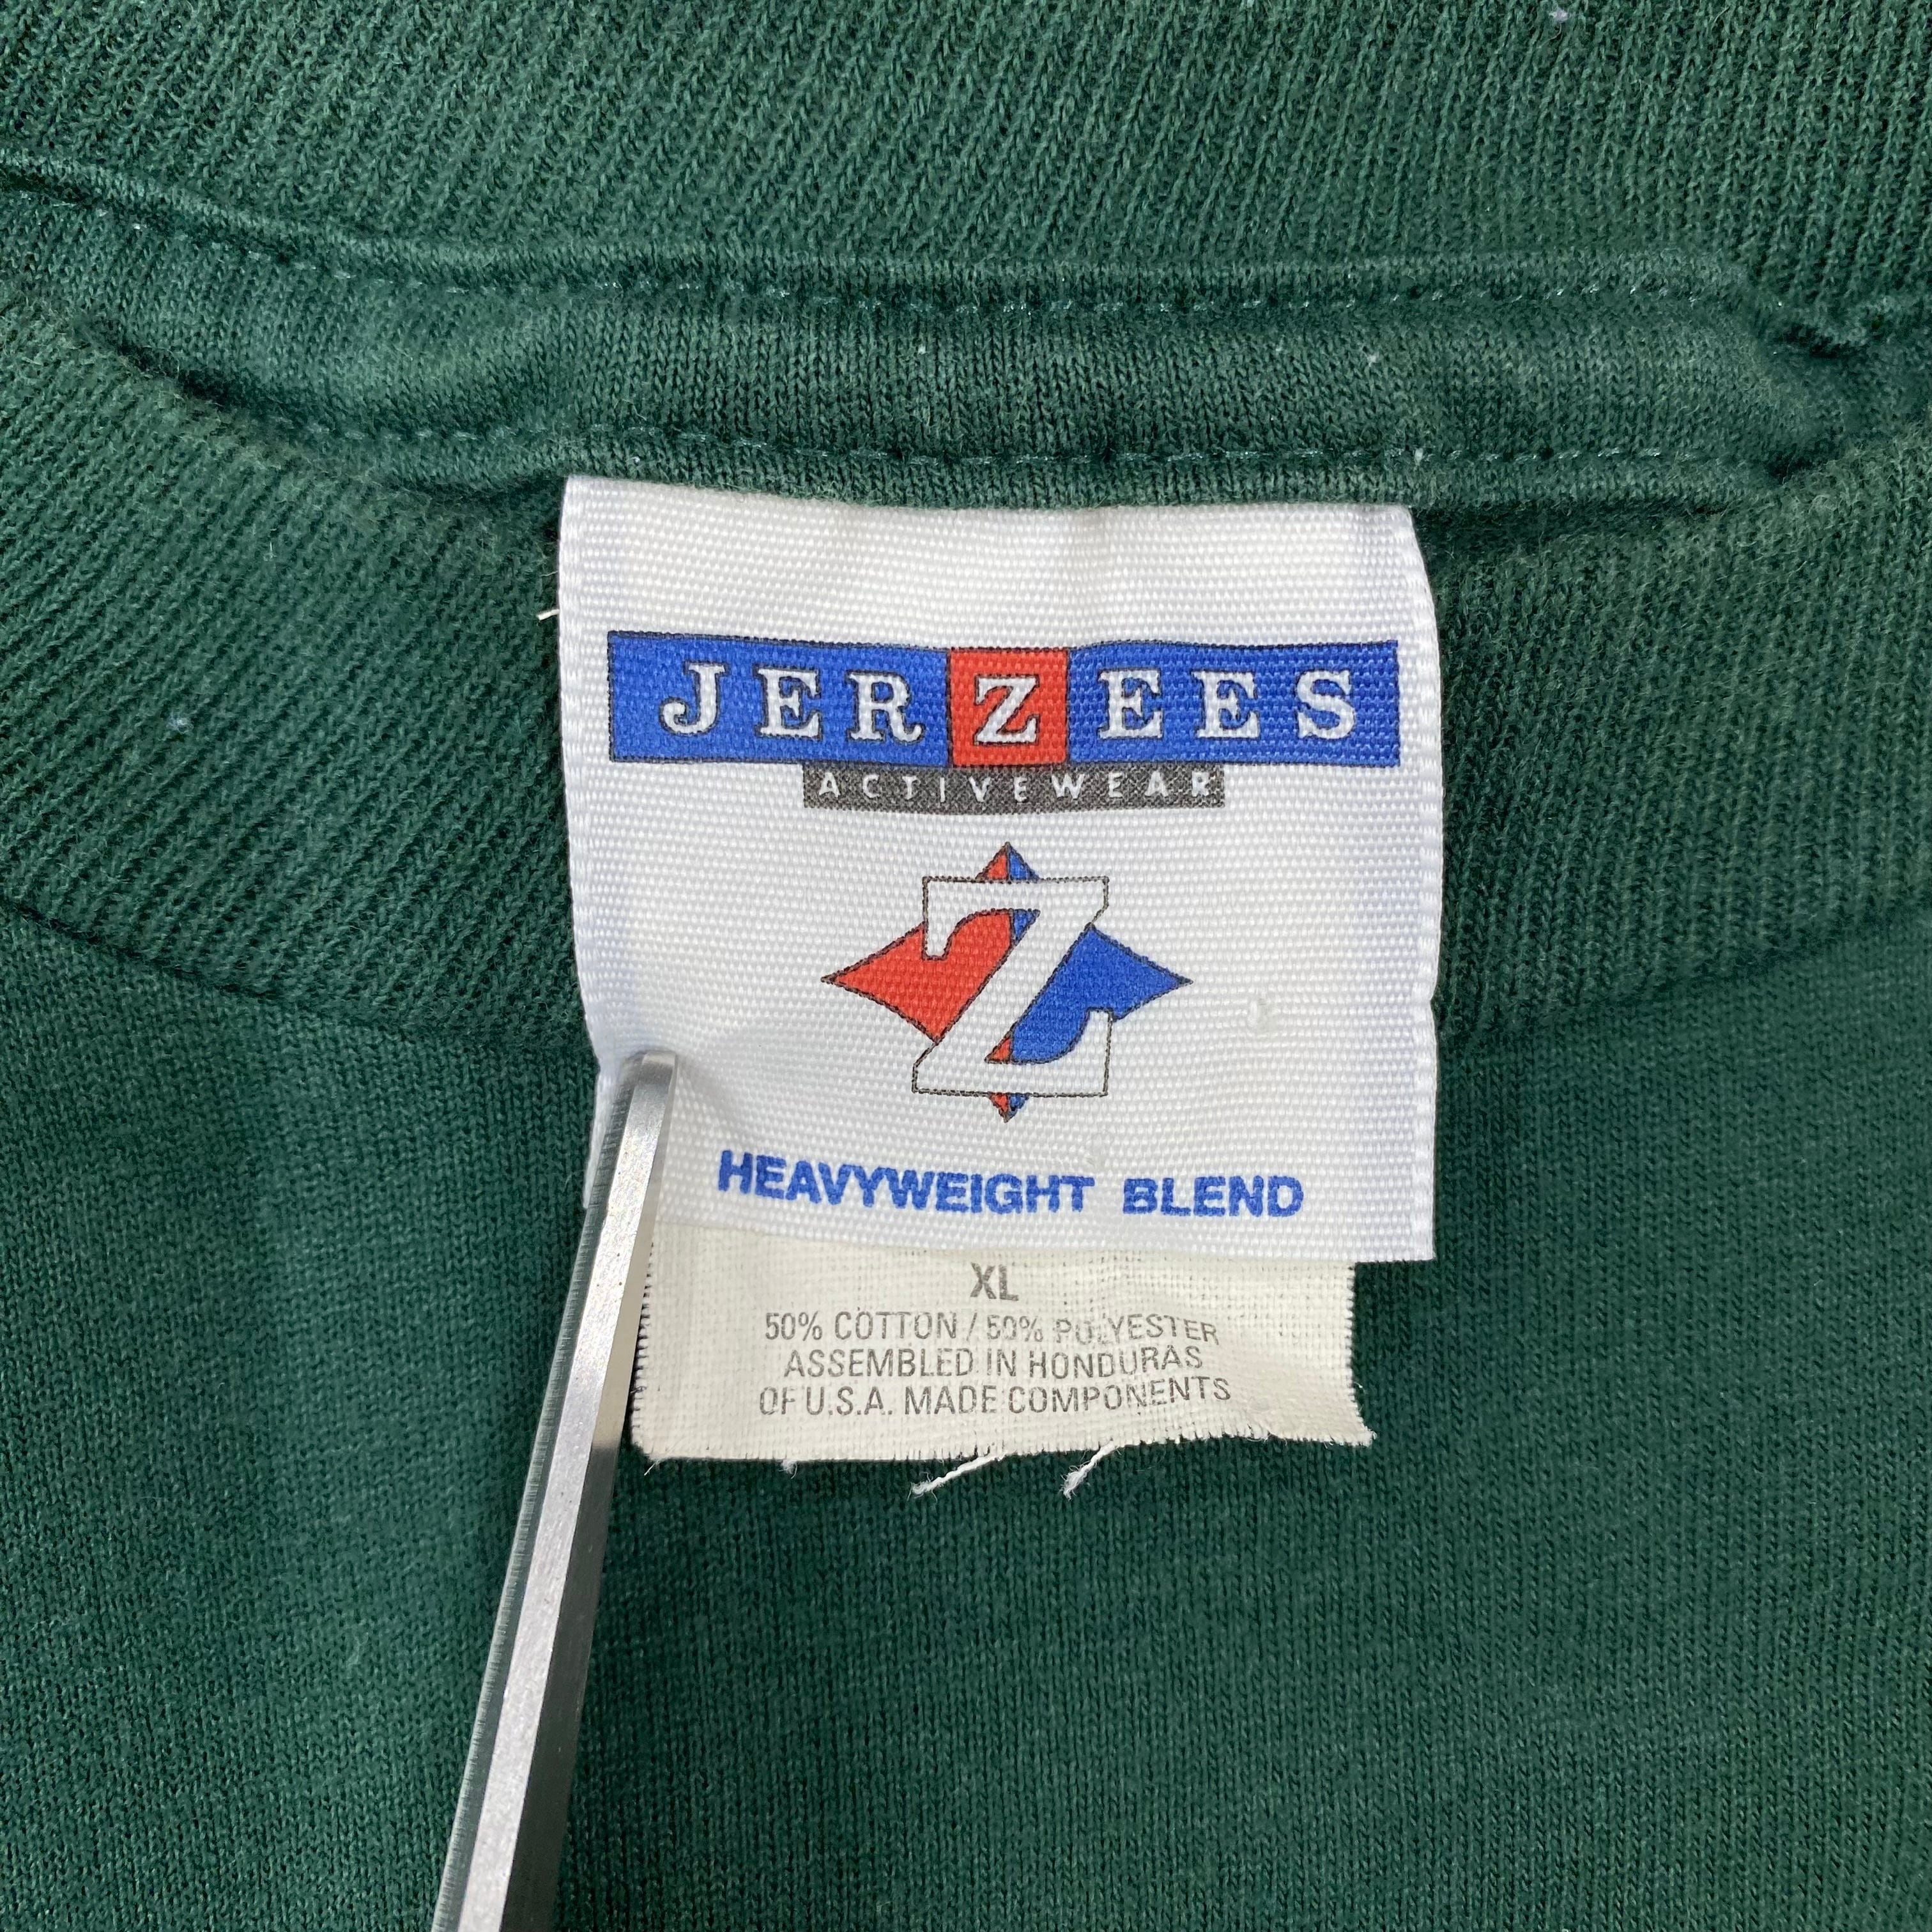 JERZEES
ACTIVEWEAR
Z
HEAVYWEIGHT BLEND
XL
50% COTTON / 50% POLYESTER
ASSEMBLED IN HONDURAS
OF U.S.A. MADE COMPONENTS